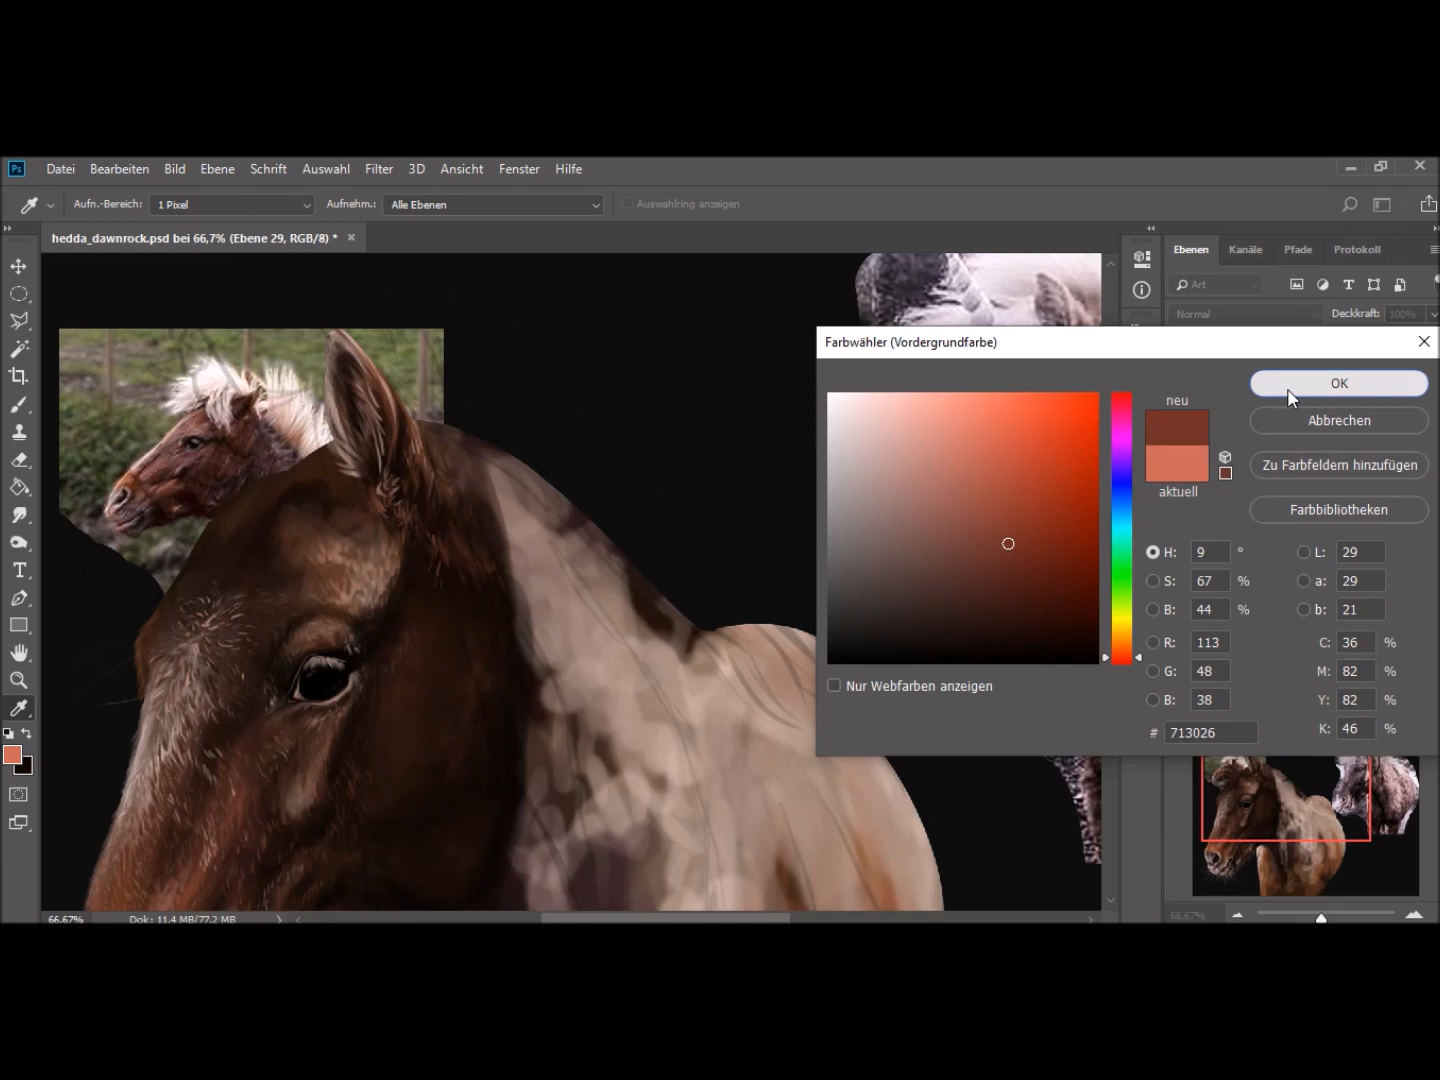 Ps Datei Bearbeiten Bild Ebene Schrift Auswahl Filter 3D Ansicht Fenster Hilfe
Aufn.-Bereich: 1 Pixel Aufnehm.: Alle Ebenen Auswahlring anzeigen
hedda_dawnrock.psd bei 66,7% (Ebene 29, RGB/8) *
Ebenen Kanäle Pfade Protokoll
Art
Normal Deckkraft: 100%
Farbwähler (Vordergrundfarbe)
OK
neu
Abbrechen
Zu Farbfeldern hinzufügen
aktuell
Farbbibliotheken
H: 9 ° L: 29
S: 67 % a: 29
B: 44 % b: 21
R: 113 C: 36 %
G: 48 M: 82 %
B: 38 Y: 82 %
# 713026 K: 46 %
Nur Webfarben anzeigen
66,67% Dok: 11,4 MB/77,2 MB
66,67%